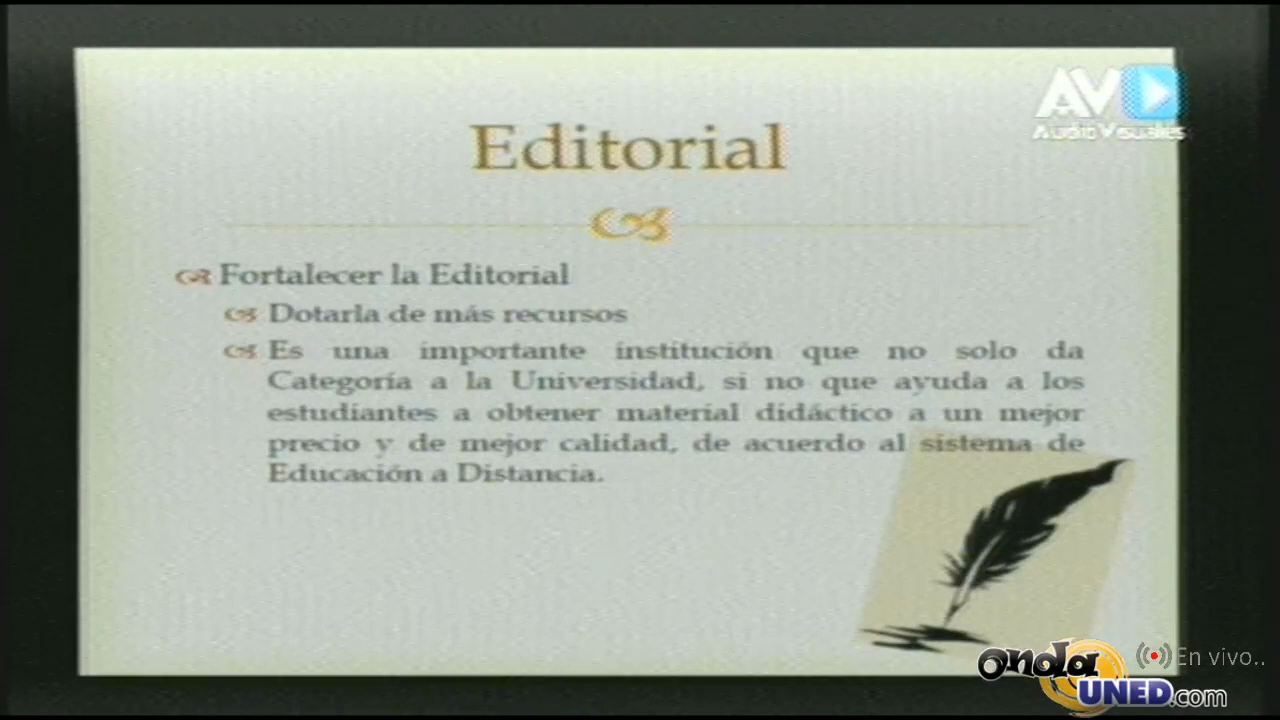 AV
AudioVisuales
Editorial
Fortalecer la Editorial
Dotarla de más recursos
Es una importante institución que no solo da
Categoría a la Universidad, si no que ayuda a los
estudiantes a obtener material didáctico a un mejor
precio y de mejor calidad, de acuerdo al sistema de
Educación a Distancia.
onda
UNED.com
En vivo..